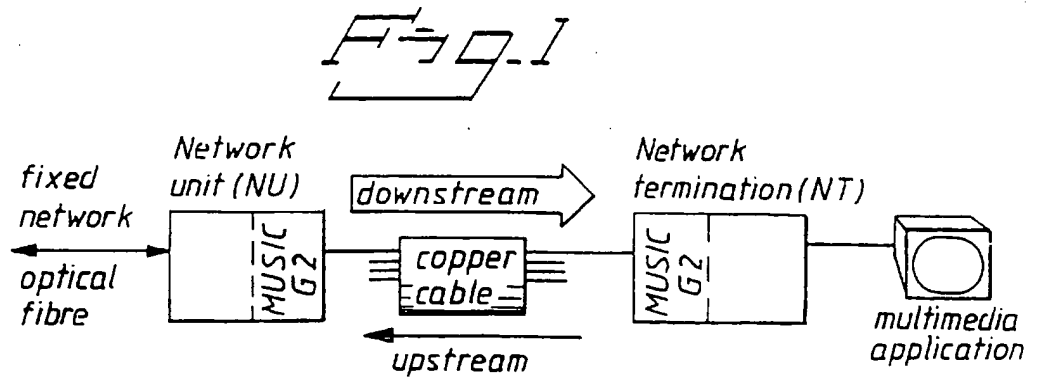 Fig. 1
fixed
network
optical
fibre
Network
unit (NU)
MUSIC
G2
downstream
copper
cable
upstream
Network
termination (NT)
MUSIC
G2
multimedia
application